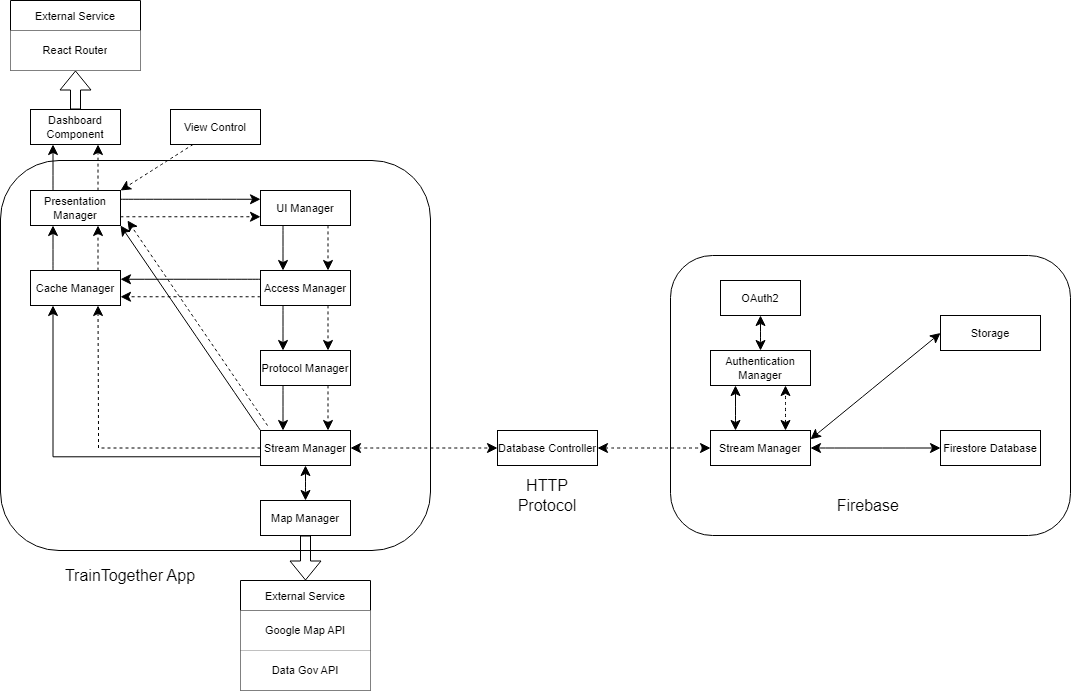 External Service
React Router
Dashboard
Component
View Control
Presentation
Manager
UI Manager
Cache Manager
Access Manager
Protocol Manager
Stream Manager
Map Manager
TrainTogether App
External Service
Google Map API
Data Gov API
Database Controller
HTTP
Protocol
OAuth2
Authentication
Manager
Storage
Stream Manager
Firestore Database
Firebase